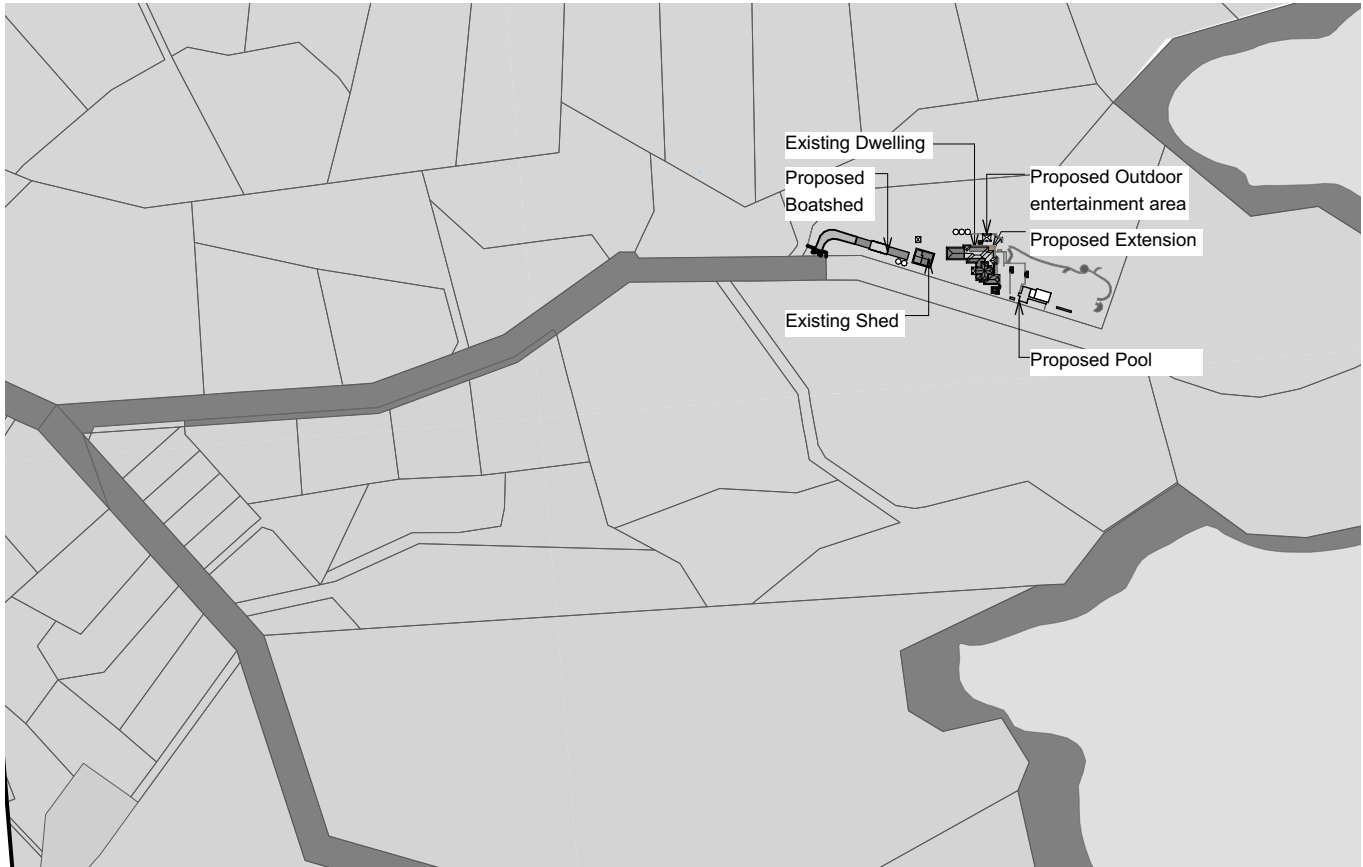 Existing Dwelling
Proposed
Boatshed
Proposed Outdoor
entertainment area
Proposed Extension
Existing Shed
Proposed Pool